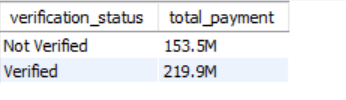 verification_status total_payment
Not Verified 153.5M
Verified 219.9M